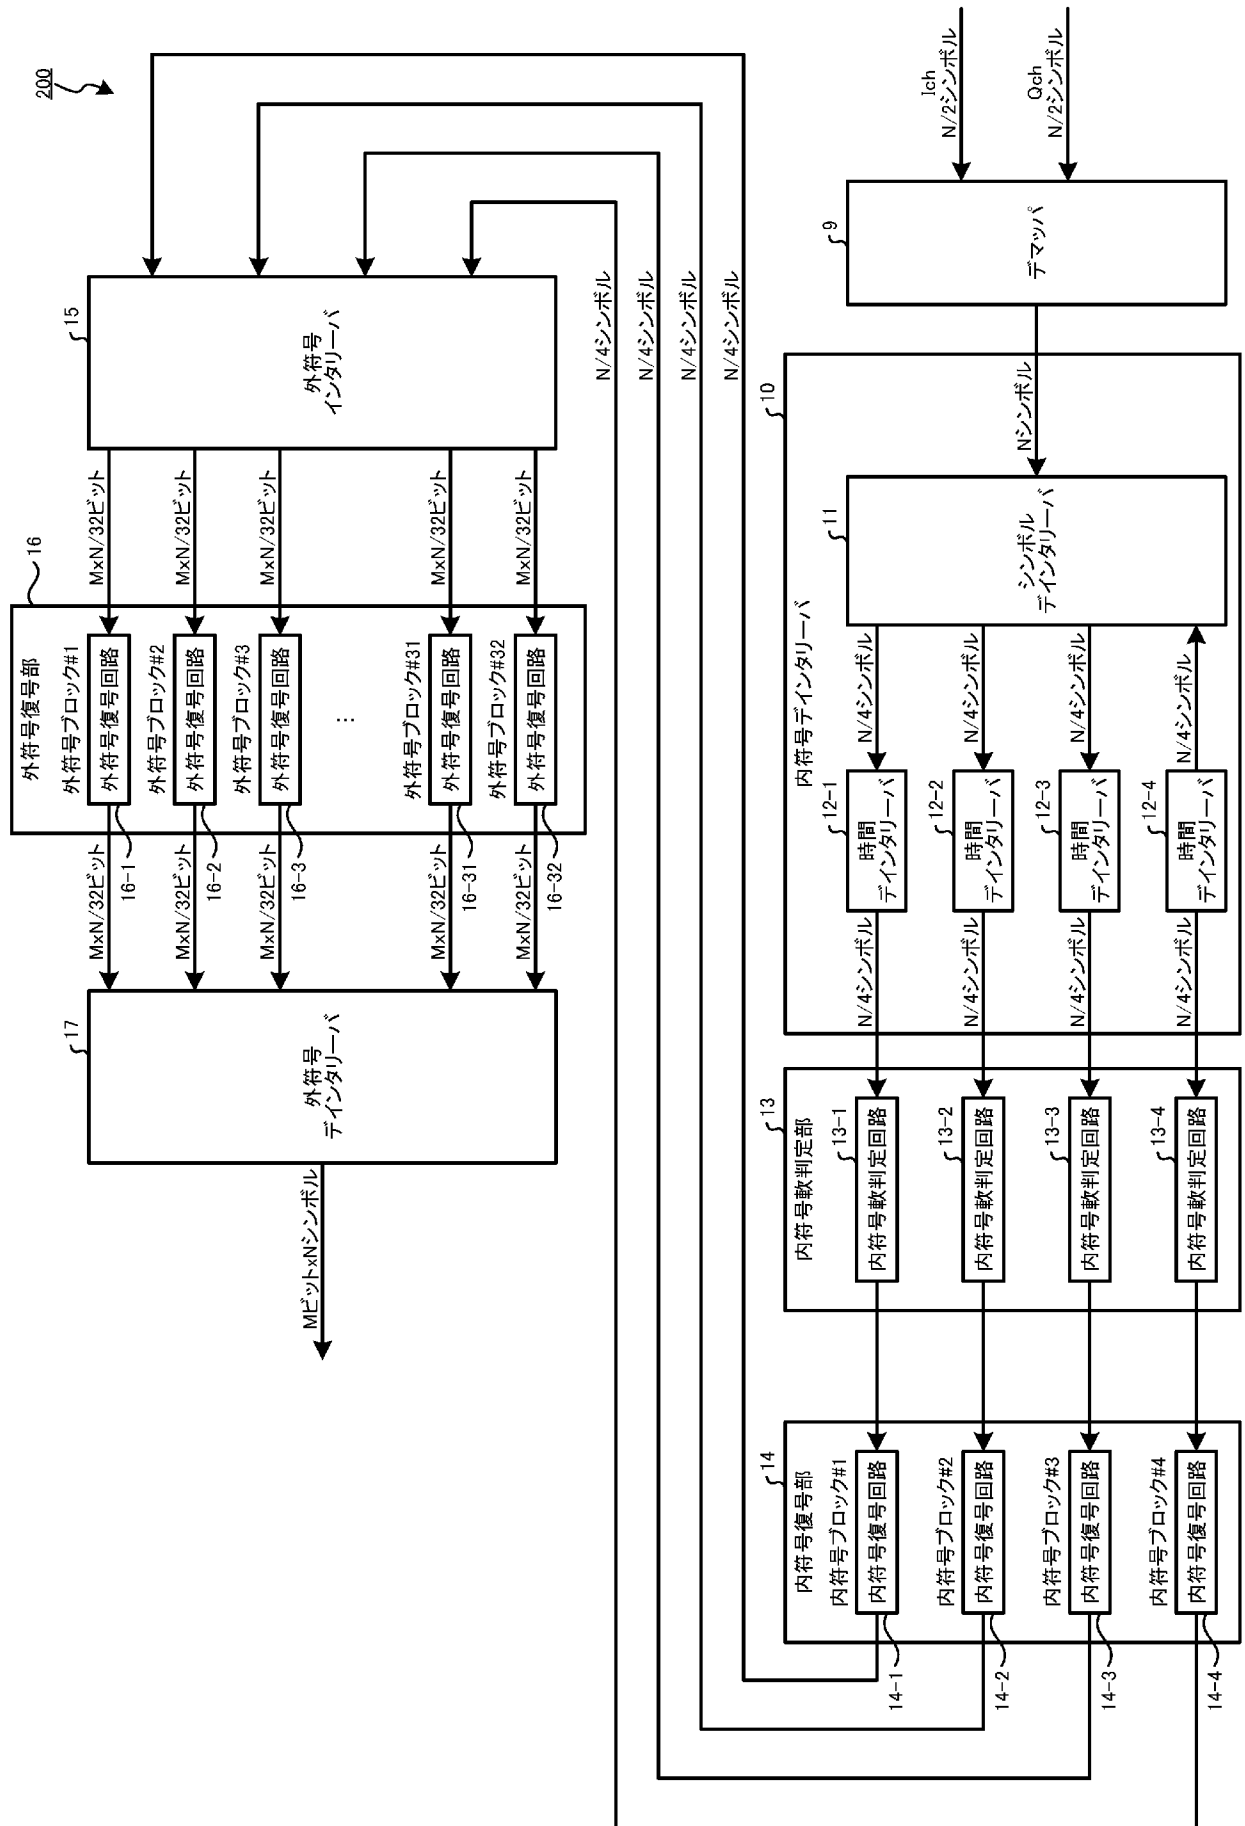 200
Ich
N/2シンボル
Qch
N/2シンボル
9
デマッパ
Nシンボル
10
内符号デインタリーバ
11
シンボル
デインタリーバ
N/4シンボル
N/4シンボル
N/4シンボル
N/4シンボル
12-1
時間
デインタリーバ
12-2
時間
デインタリーバ
12-3
時間
デインタリーバ
12-4
時間
デインタリーバ
N/4シンボル
N/4シンボル
N/4シンボル
N/4シンボル
13
内符号軟判定部
13-1
内符号軟判定回路
13-2
内符号軟判定回路
13-3
内符号軟判定回路
13-4
内符号軟判定回路
14
内符号復号部
内符号ブロック#1
内符号復号回路
14-1
内符号ブロック#2
内符号復号回路
14-2
内符号ブロック#3
内符号復号回路
14-3
内符号ブロック#4
内符号復号回路
14-4
N/4シンボル
N/4シンボル
N/4シンボル
N/4シンボル
15
外符号
インタリーバ
MxN/32ビット
MxN/32ビット
MxN/32ビット
MxN/32ビット
MxN/32ビット
16
外符号復号部
外符号ブロック#1
外符号復号回路
16-1
外符号ブロック#2
外符号復号回路
16-2
外符号ブロック#3
外符号復号回路
16-3
…
外符号ブロック#31
外符号復号回路
16-31
外符号ブロック#32
外符号復号回路
16-32
MxN/32ビット
MxN/32ビット
MxN/32ビット
MxN/32ビット
MxN/32ビット
17
外符号
デインタリーバ
MビットxNシンボル